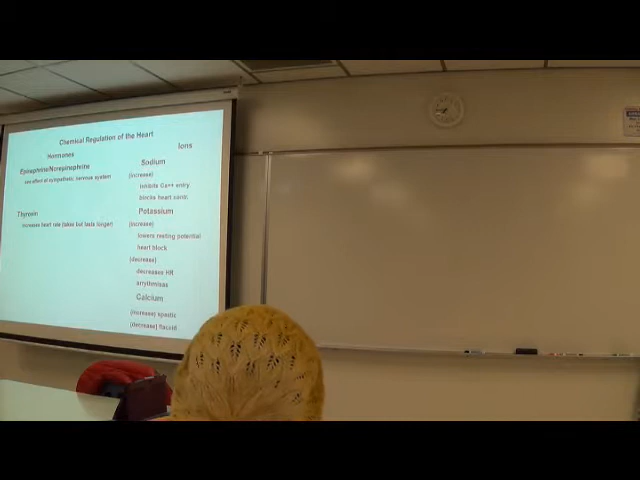 Chemical Regulation of the Heart
Hormones
Epinephrine/Norepinephrine
see effect of sympathetic nervous system
Thyroxin
increases heart rate (takes but lasts longer)
Ions
Sodium
(increase)
inhibits Ca++ entry
blocks heart contr.
Potassium
(increase)
lowers resting potential
heart block
(decrease)
decreases HR
arrythmias
Calcium
(increase) spastic
(decrease) flaccid